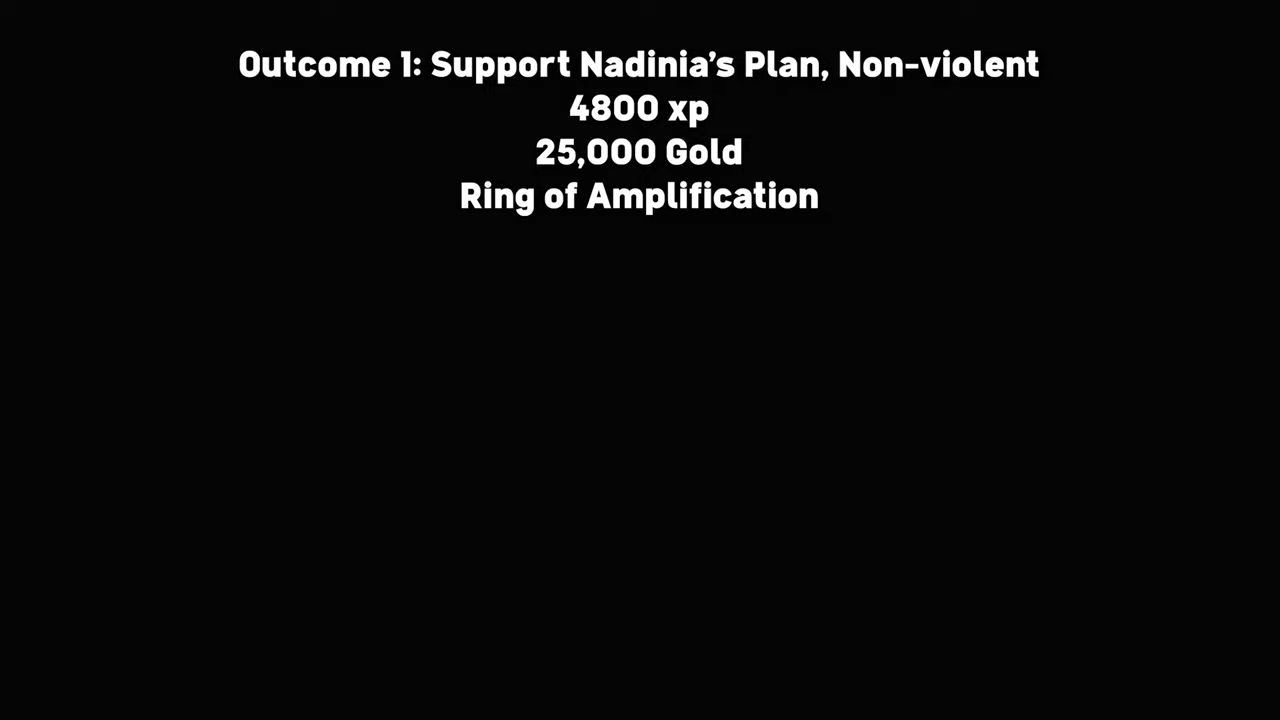 Outcome 1: Support Nadinia's Plan, Non-violent
4800 xp
25,000 Gold
Ring of Amplification